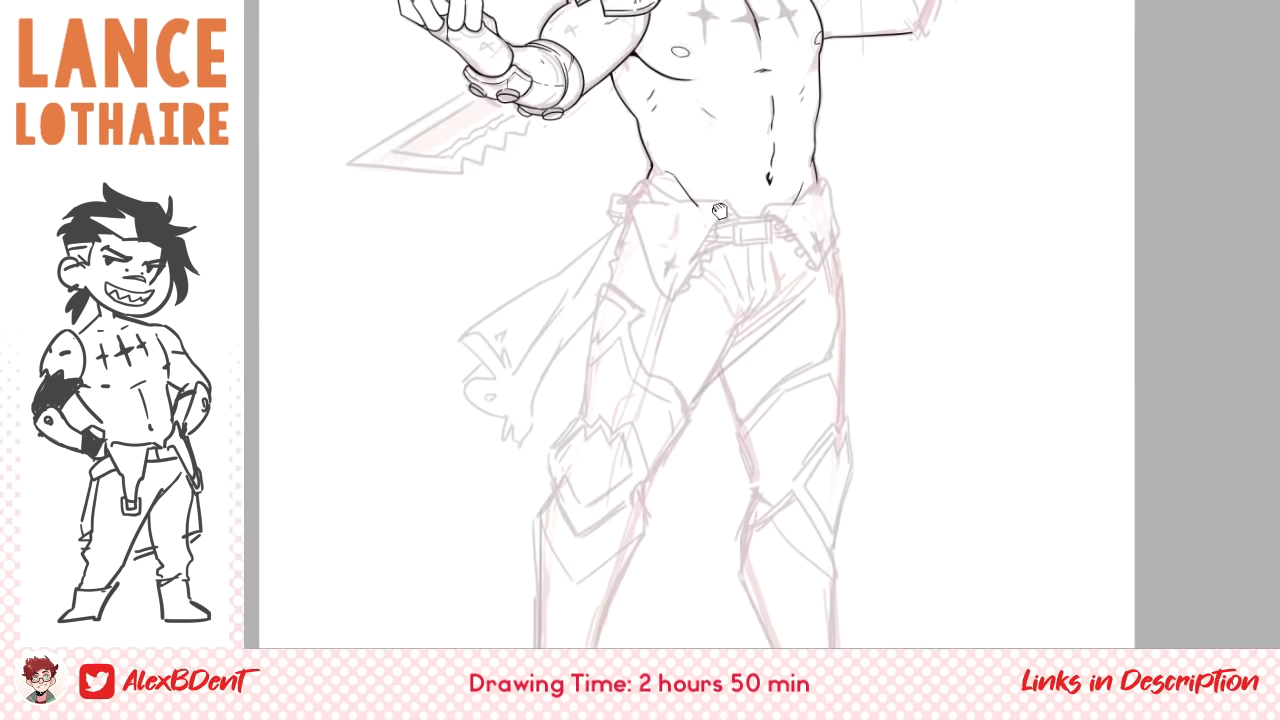 LANCE
LOTHAIRE
AlexBDenT
Drawing Time: 2 hours 50 min
Links in Description